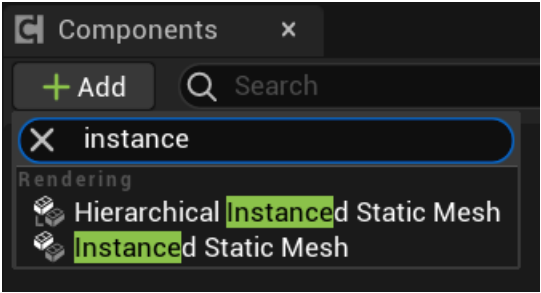 Components
Add
Search
instance
Rendering
Hierarchical Instanced Static Mesh
Instanced Static Mesh